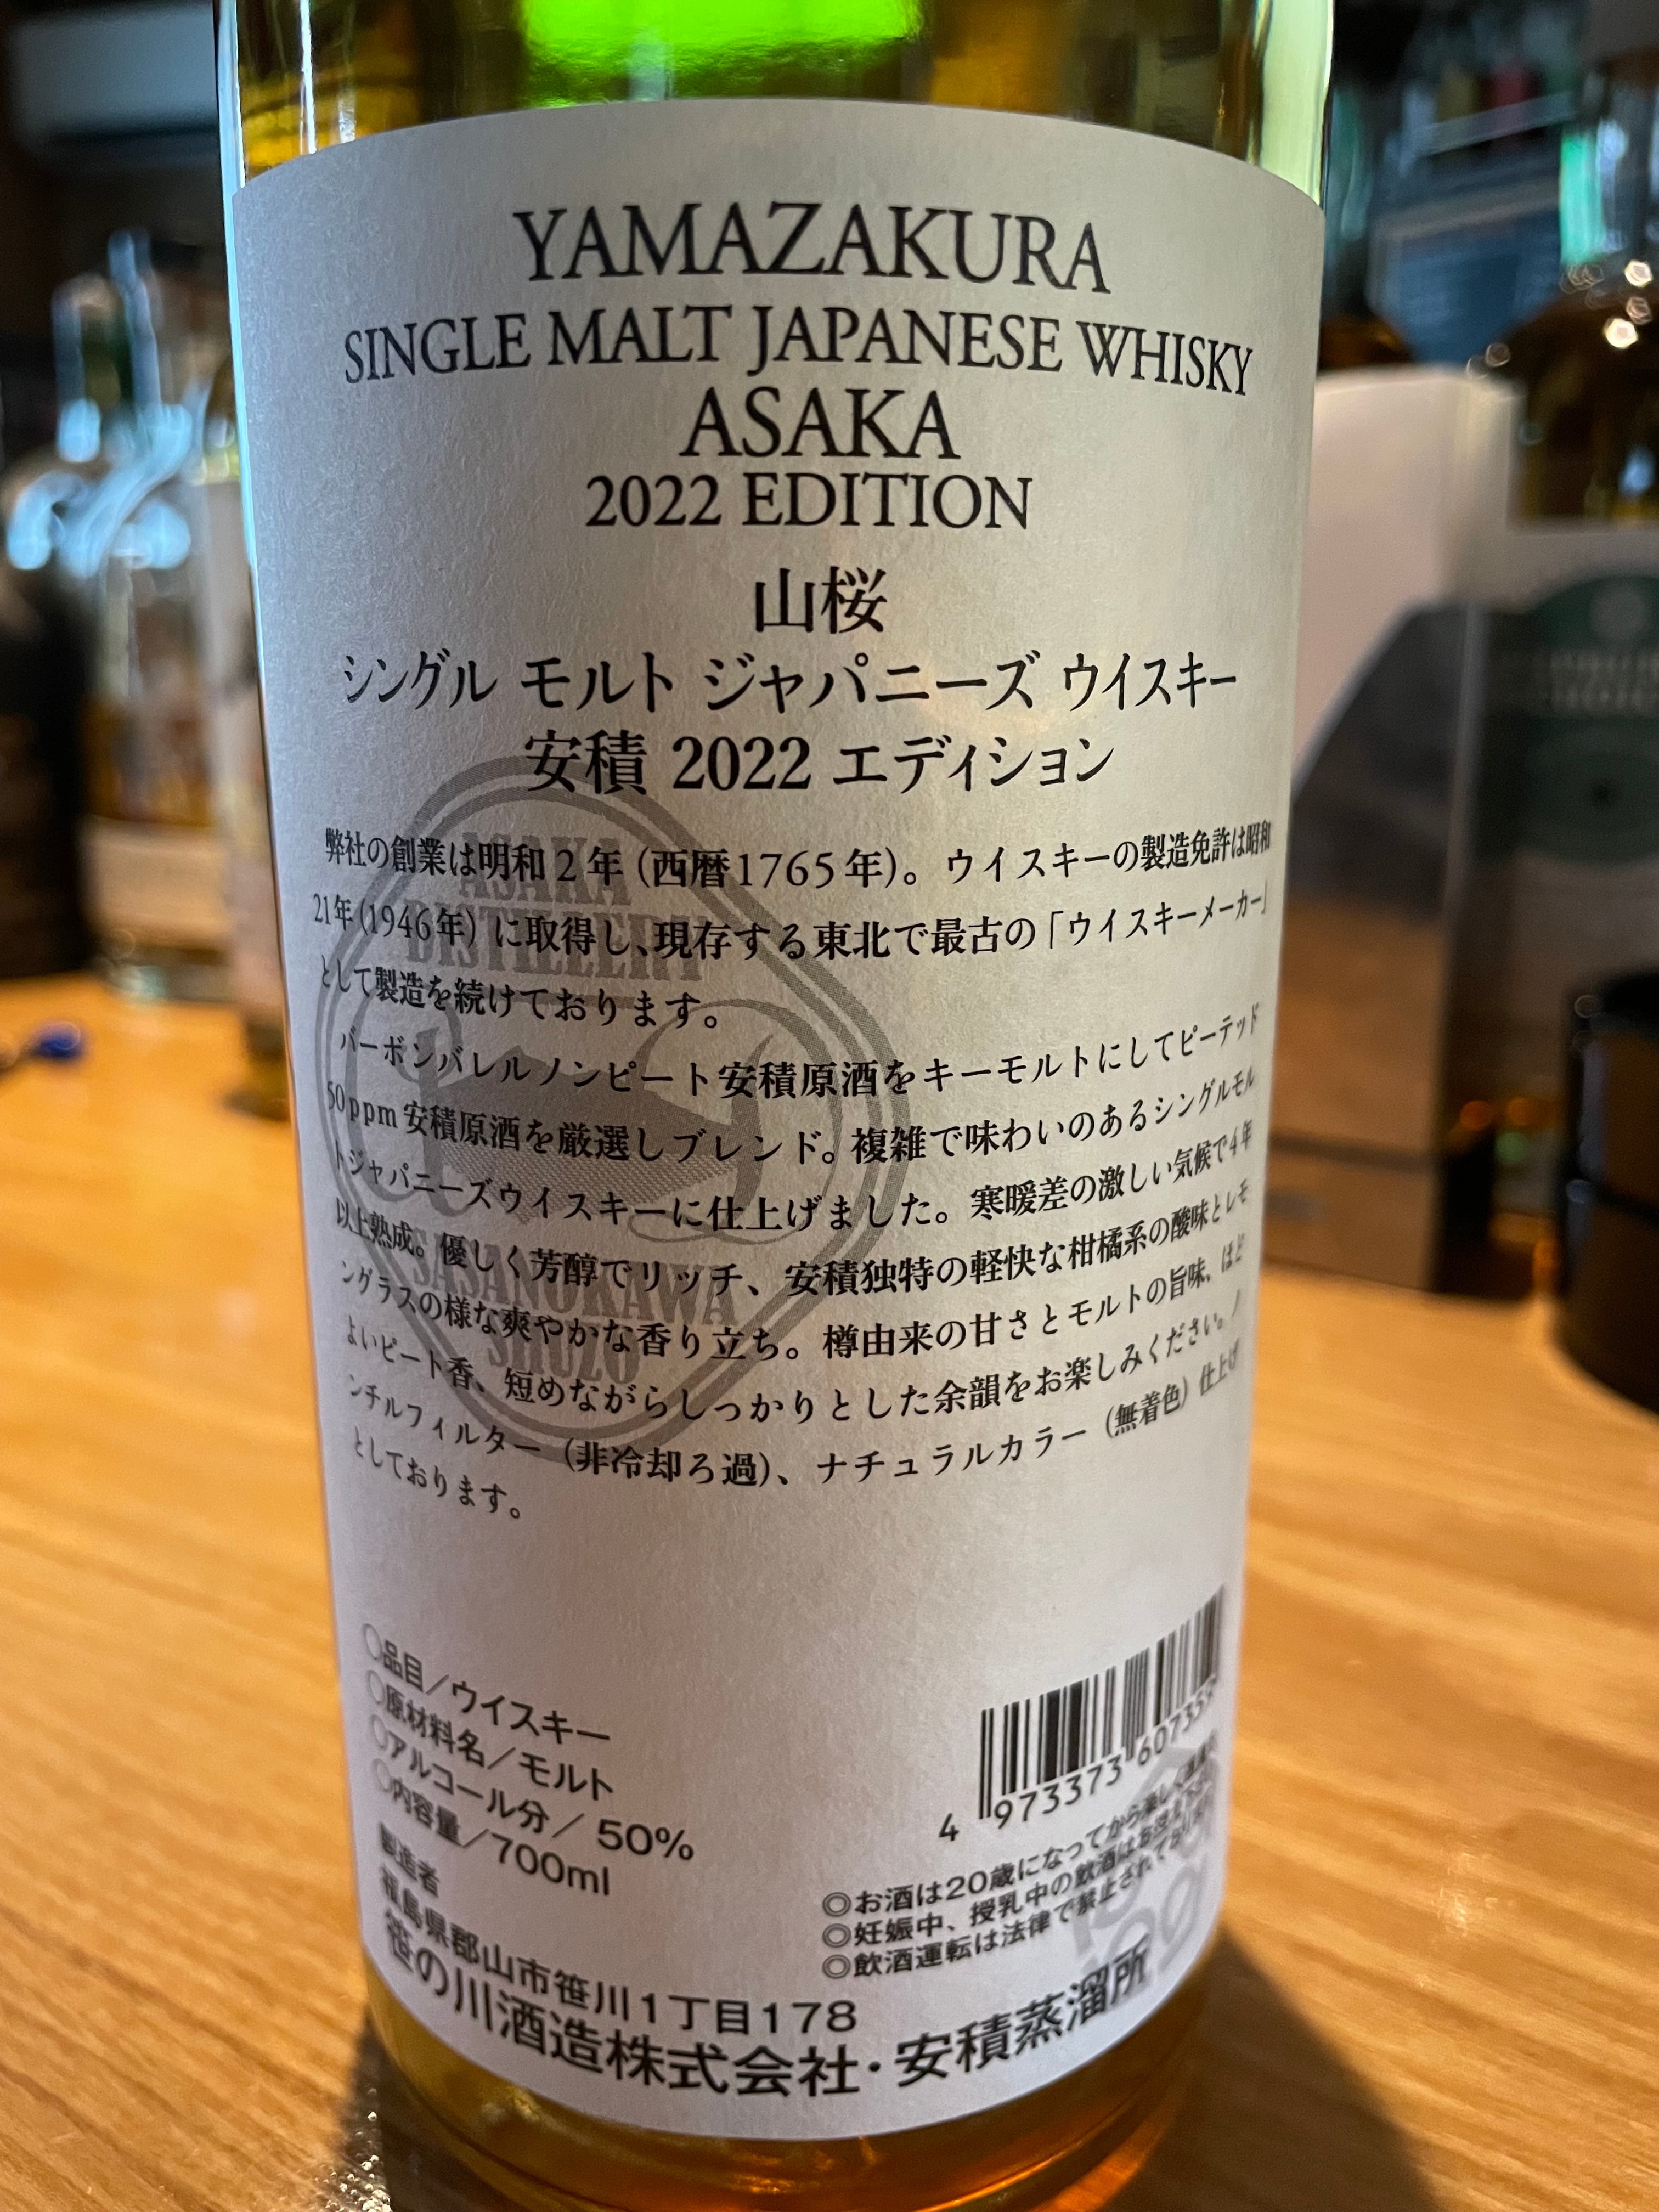 YAMAZAKURA
SINGLE MALT JAPANESE WHISKY
ASAKA
2022 EDITION
山桜
シングル モルト ジャパニーズ ウイスキー
安積 2022 エディション
弊社の創業は明和2年(西暦1765年)。ウイスキーの製造免許は昭和
21年(1946年)に取得し、現存する東北で最古の「ウイスキーメーカー」
として製造を続けております。
バーボンバレルノンピート安積原酒をキーモルトにしてピーテッド
50ppm安積原酒を厳選しブレンド。複雑で味わいのあるシングルモル
トジャパニーズウイスキーに仕上げました。寒暖差の激しい気候で4年
以上熟成。優しく芳醇でリッチ、安積独特の軽快な柑橘系の酸味とレモ
ングラスの様な爽やかな香り立ち。樽由来の甘さとモルトの旨味、ほど
よいピート香、短めながらしっかりとした余韻をお楽しみください。ノ
ンチルフィルター(非冷却ろ過)、ナチュラルカラー(無着色)仕上げ
としております。
ASAKA
DISTILLERY
SASANOKAWA
SHUZO
○品目/ウイスキー
○原材料名/モルト
○アルコール分/50%
○内容量/700ml
製造者
福島県郡山市笹川1丁目178
笹の川酒造株式会社・安積蒸溜所
4 973373 60735
◎お酒は20歳になってから楽しく
◎妊娠中、授乳中の飲酒は
◎飲酒運転は法律で禁止されて